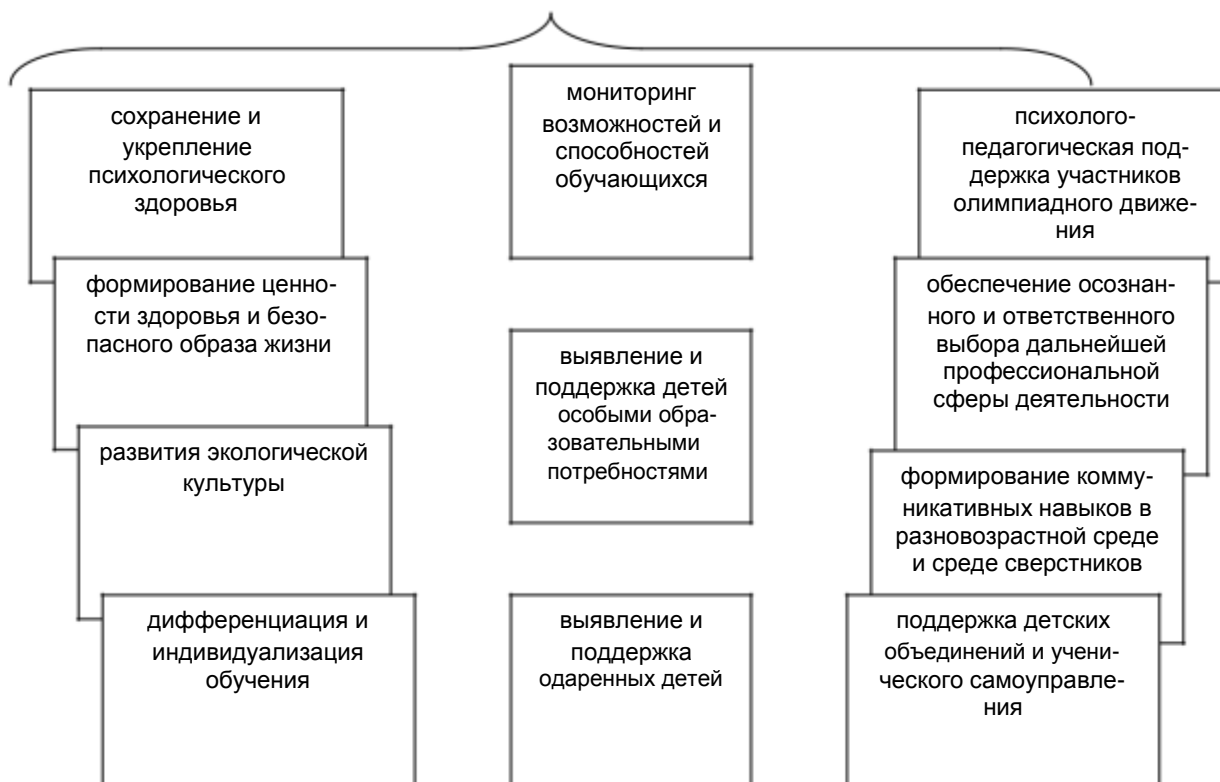 сохранение и
укрепление
психологического
здоровья
формирование ценно-
сти здоровья и безо-
пасного образа жизни
развития экологической
культуры
дифференциация и
индивидуализация
обучения
мониторинг
возможностей и
способностей
обучающихся
выявление и
поддержка детей
особыми обра-
зовательными
потребностями
выявление и
поддержка
одаренных детей
психолого-
педагогическая под-
держка участников
олимпиадного движе-
ния
обеспечение осознан-
ного и ответственного
выбора дальнейшей
профессиональной
сферы деятельности
формирование комму-
никативных навыков в
разновозрастной среде
и среде сверстников
поддержка детских
объединений и учени-
ческого самоуправле-
ния